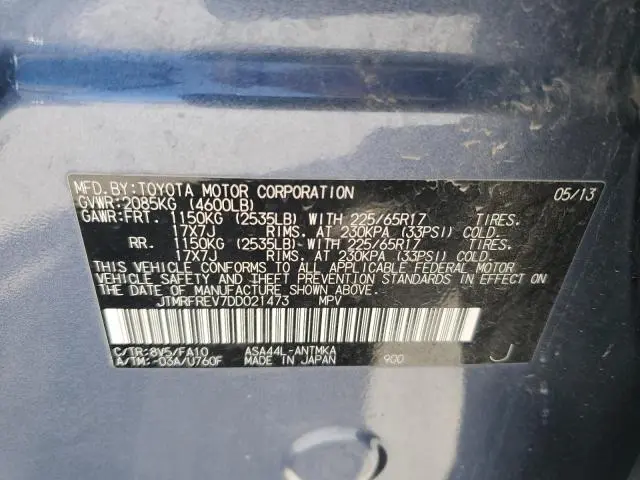 MFD. BY: TOYOTA MOTOR CORPORATION 05/13
GVWR: 2085KG (4600LB)
GAWR: FRT. 1150KG (2535LB) WITH 225/65R17 TIRES.
17X7J RIMS. AT 230KPA (33PSI) COLD.
RR. 1150KG (2535LB) WITH 225/65R17 TIRES.
17X7J RIMS. AT 230KPA (33PSI) COLD.
THIS VEHICLE CONFORMS TO ALL APPLICABLE FEDERAL MOTOR
VEHICLE SAFETY AND THEFT PREVENTION STANDARDS IN EFFECT ON
THE DATE OF MANUFACTURE SHOWN ABOVE.
JTMRFREV7DD021473 MPV
C/TR: 8V5/FA10 ASA44L-ANTMKA
A/TM: -03A/U760F MADE IN JAPAN 900 J